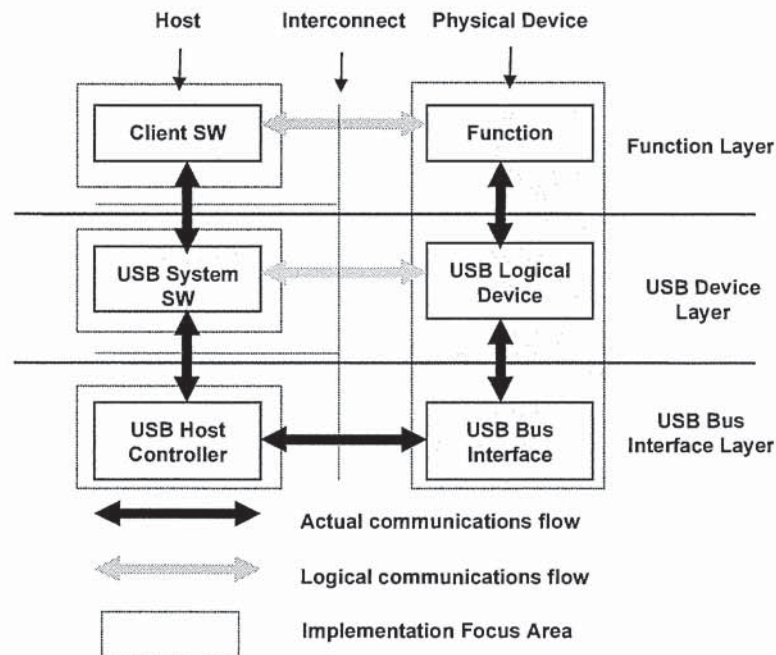 Host Interconnect Physical Device
Client SW Function
Function Layer
USB System
SW
USB Logical
Device
USB Device
Layer
USB Host
Controller
USB Bus
Interface
USB Bus
Interface Layer
Actual communications flow
Logical communications flow
Implementation Focus Area